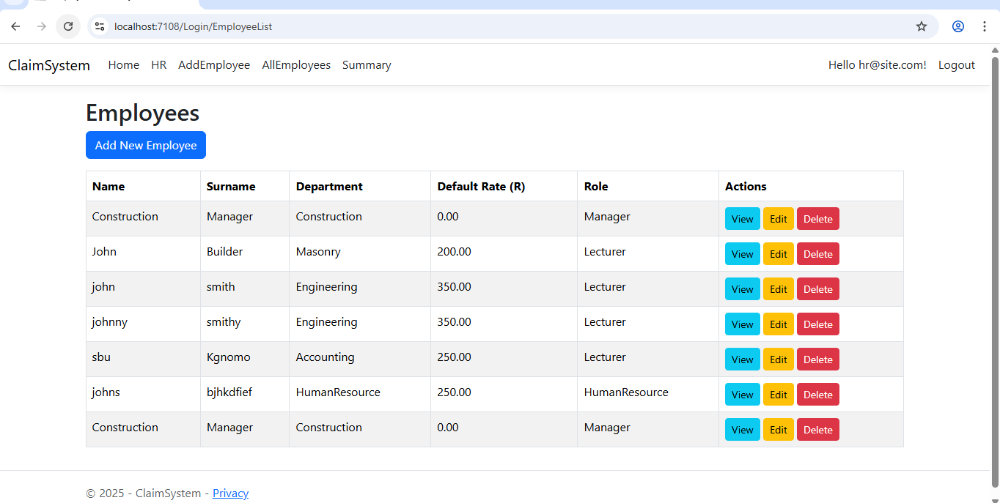 localhost:7108/Login/EmployeeList
ClaimSystem Home HR AddEmployee AllEmployees Summary Hello hr@site.com! Logout
Employees
Add New Employee
Name Surname Department Default Rate (R) Role Actions
Construction Manager Construction 0.00 Manager View Edit Delete
John Builder Masonry 200.00 Lecturer View Edit Delete
john smith Engineering 350.00 Lecturer View Edit Delete
johnny smithy Engineering 350.00 Lecturer View Edit Delete
sbu Kgnomo Accounting 250.00 Lecturer View Edit Delete
johns bjhkdfief HumanResource 250.00 HumanResource View Edit Delete
Construction Manager Construction 0.00 Manager View Edit Delete
© 2025 - ClaimSystem - Privacy